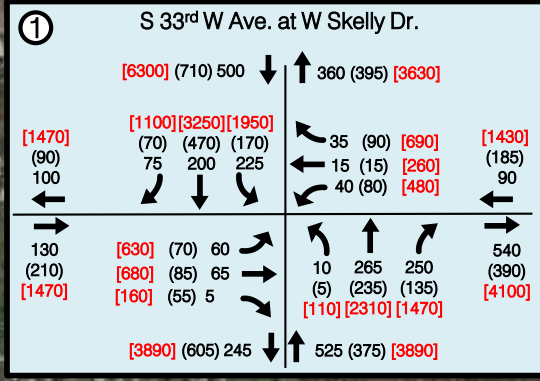 ① S 33rd W Ave. at W Skelly Dr.
[6300] (710) 500
360 (395) [3630]
[1100] [3250] [1950]
(70) (470) (170)
75 200 225
35 (90) [690]
15 (15) [260]
40 (80) [480]
[1470]
(90)
100
[1430]
(185)
90
130
(210)
[1470]
[630] (70) 60
[680] (85) 65
[160] (55) 5
10 265 250
(5) (235) (135)
[110] [2310] [1470]
540
(390)
[4100]
[3890] (605) 245
525 (375) [3890]